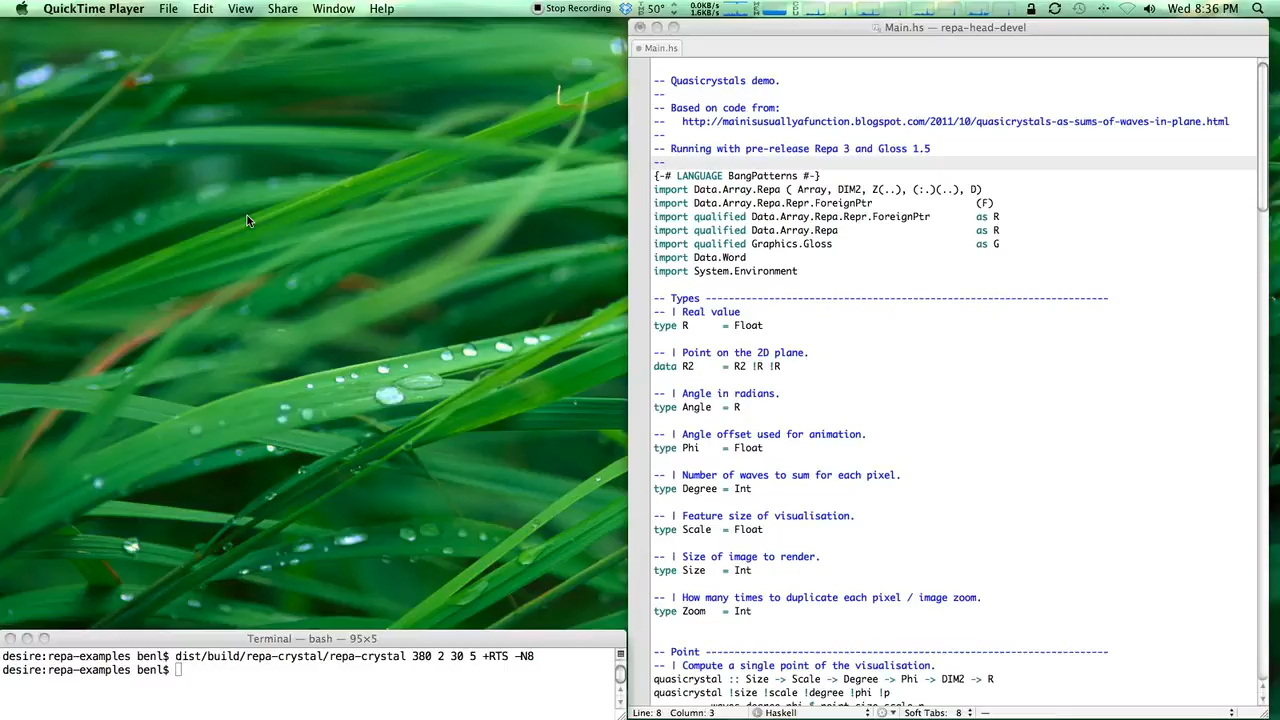 QuickTime Player File Edit View Share Window Help Stop Recording 50° 0.0KB/s 1.6KB/s Wed 8:36 PM
Main.hs — repa-head-devel
Main.hs
-- Quasicrystals demo.
--
-- Based on code from:
--   http://mainisusuallyafunction.blogspot.com/2011/10/quasicrystals-as-sums-of-waves-in-plane.html
--
-- Running with pre-release Repa 3 and Gloss 1.5
--
{-# LANGUAGE BangPatterns #-}
import Data.Array.Repa ( Array, DIM2, Z(..), (:.)(..), D)
import Data.Array.Repa.Repr.ForeignPtr (F)
import qualified Data.Array.Repa.Repr.ForeignPtr as R
import qualified Data.Array.Repa as R
import qualified Graphics.Gloss as G
import Data.Word
import System.Environment
-- Types ----------------------------------------------------------------------
-- | Real value
type R = Float
-- | Point on the 2D plane.
data R2 = R2 !R !R
-- | Angle in radians.
type Angle = R
-- | Angle offset used for animation.
type Phi = Float
-- | Number of waves to sum for each pixel.
type Degree = Int
-- | Feature size of visualisation.
type Scale = Float
-- | Size of image to render.
type Size = Int
-- | How many times to duplicate each pixel / image zoom.
type Zoom = Int
-- Point ----------------------------------------------------------------------
-- | Compute a single point of the visualisation.
quasicrystal :: Size -> Scale -> Degree -> Phi -> DIM2 -> R
quasicrystal !size !scale !degree !phi !p
Line: 8 Column: 3 Haskell Soft Tabs: 8 —
Terminal — bash — 95×5
desire:repa-examples benl$ dist/build/repa-crystal/repa-crystal 380 2 30 5 +RTS -N8
desire:repa-examples benl$